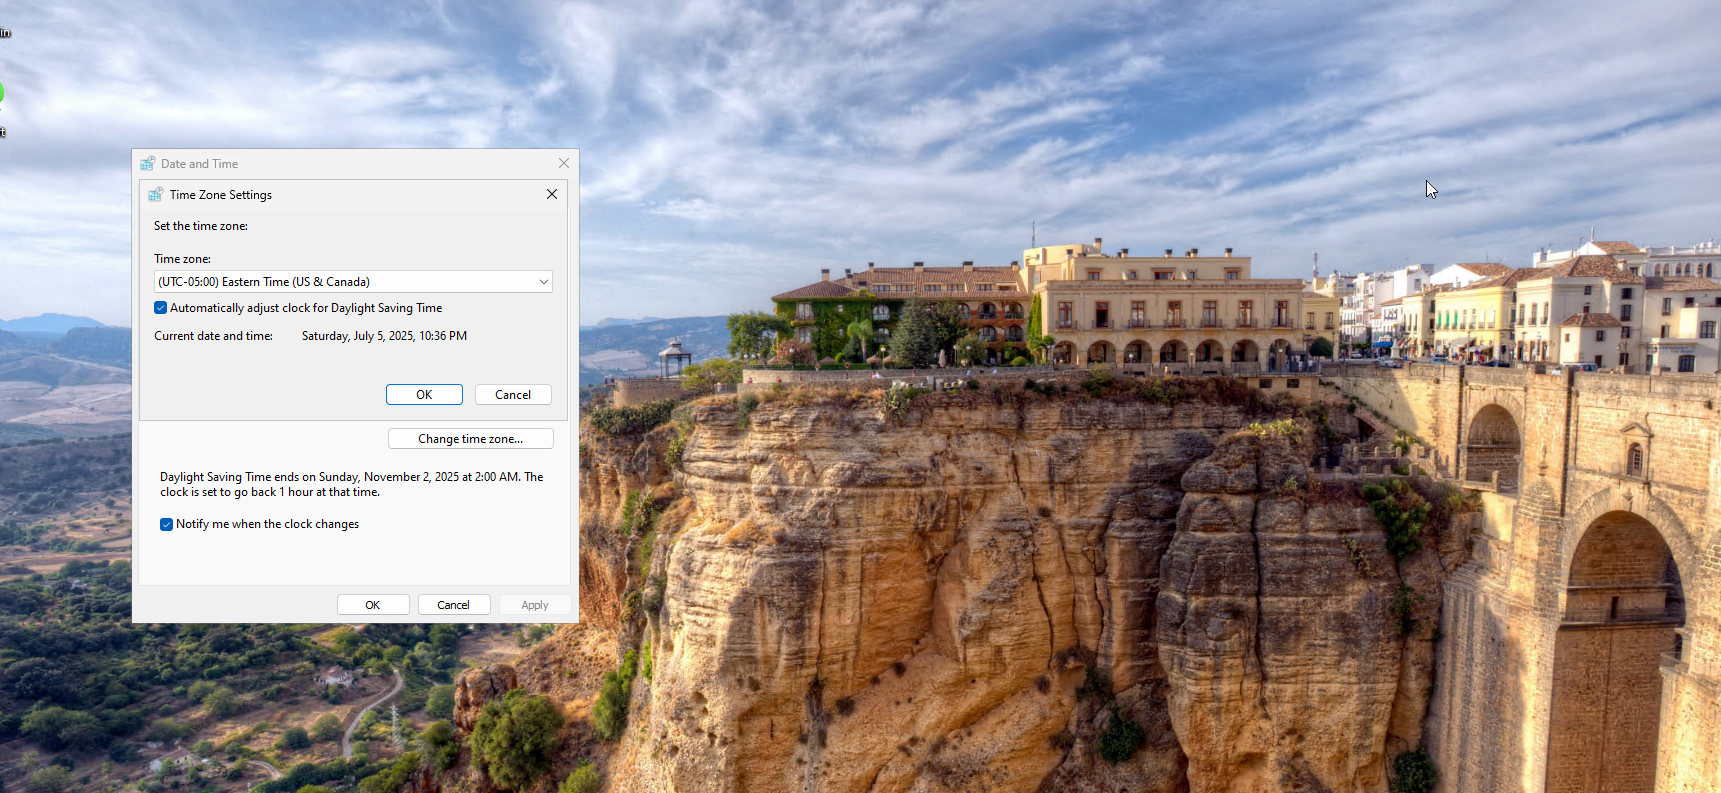 in
t
Date and Time
Time Zone Settings
Set the time zone:
Time zone:
(UTC-05:00) Eastern Time (US & Canada)
Automatically adjust clock for Daylight Saving Time
Current date and time: Saturday, July 5, 2025, 10:36 PM
OK Cancel
Change time zone...
Daylight Saving Time ends on Sunday, November 2, 2025 at 2:00 AM. The
clock is set to go back 1 hour at that time.
Notify me when the clock changes
OK Cancel Apply